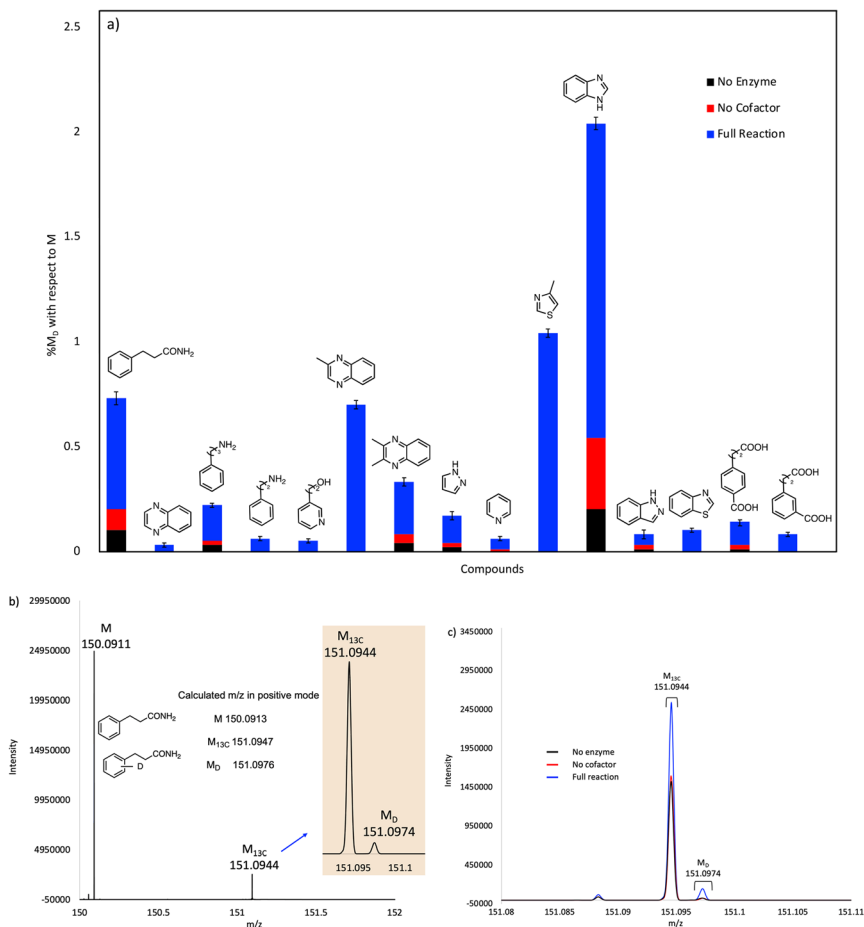 a)
2.5
2
1.5
1
0.5
0
%M_D with respect to M
Compounds
No Enzyme
No Cofactor
Full Reaction
CONH₂
N
N
NH₂
3
NH₂
2
OH
2
N
N
N
N
N
H
N
N
N
N
S
N
N
H
H
N
N
N
S
COOH
2
COOH
COOH
2
COOH
b)
29950000
24950000
19950000
14950000
9950000
4950000
-50000
Intensity
150
150.5
151
151.5
152
m/z
M
150.0911
CONH₂
CONH₂
D
Calculated m/z in positive mode
M 150.0913
M₁₃C 151.0947
M_D 151.0976
M₁₃C
151.0944
M₁₃C
151.0944
M_D
151.0974
151.095
151.1
c)
3450000
2950000
2450000
1950000
1450000
950000
450000
-50000
Intensity
151.08
151.085
151.09
151.095
151.1
151.105
151.11
m/z
No enzyme
No cofactor
Full reaction
M₁₃C
151.0944
M_D
151.0974